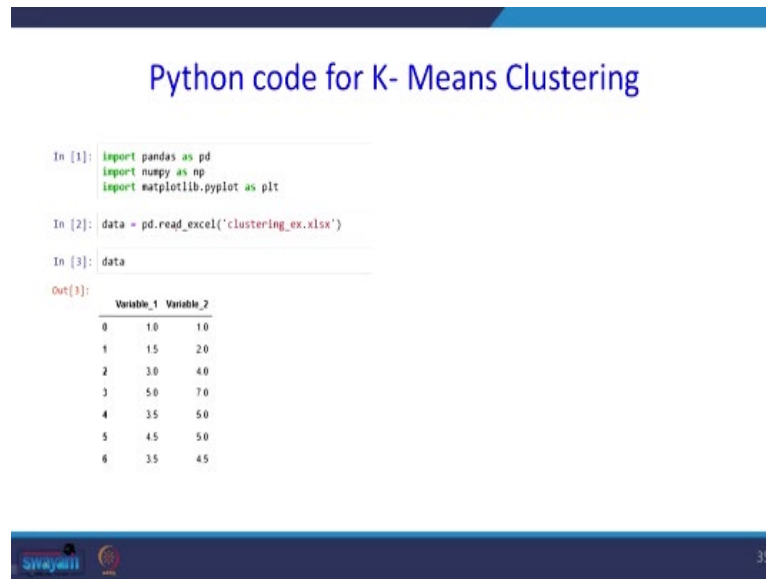 Python code for K- Means Clustering
In [1]: import pandas as pd
import numpy as np
import matplotlib.pyplot as plt
In [2]: data = pd.read_excel('clustering_ex.xlsx')
In [3]: data
Out[3]:
Variable_1 Variable_2
0 1.0 1.0
1 1.5 2.0
2 3.0 4.0
3 5.0 7.0
4 3.5 5.0
5 4.5 5.0
6 3.5 4.5
swayam